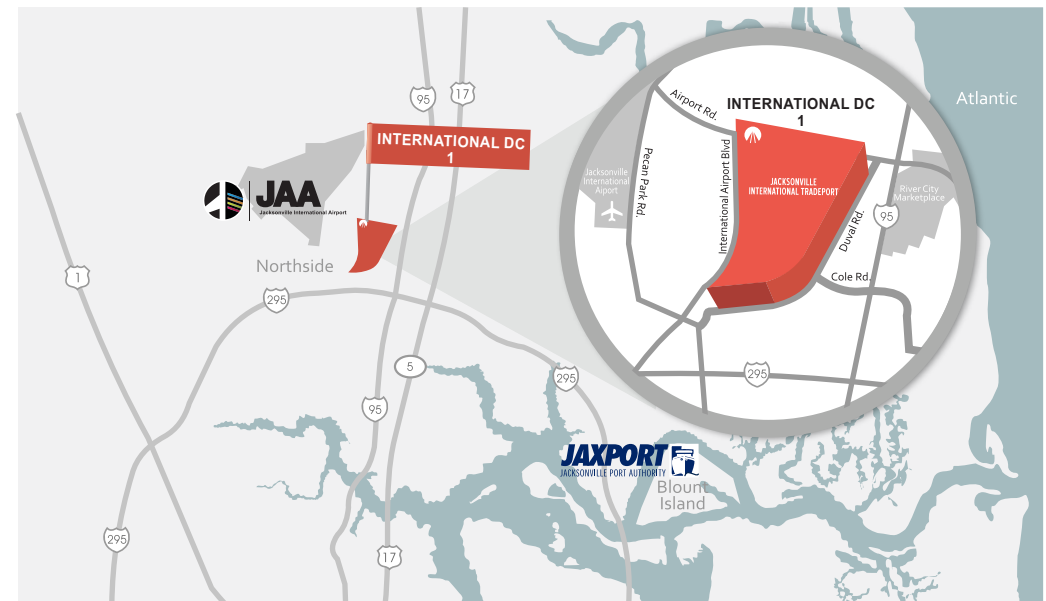 95
17
INTERNATIONAL DC
1
JAA
Jacksonville International Airport
Northside
1
295
5
295
95
295
17
JAXPORT
JACKSONVILLE PORT AUTHORITY
Blount
Island
Atlantic
INTERNATIONAL DC
1
Airport Rd.
Pecan Park Rd.
International Airport Blvd
Jacksonville
International
Aiport
JACKSONVILLE
INTERNATIONAL TRADEPORT
River City
Marketplace
95
Duval Rd.
Cole Rd.
295